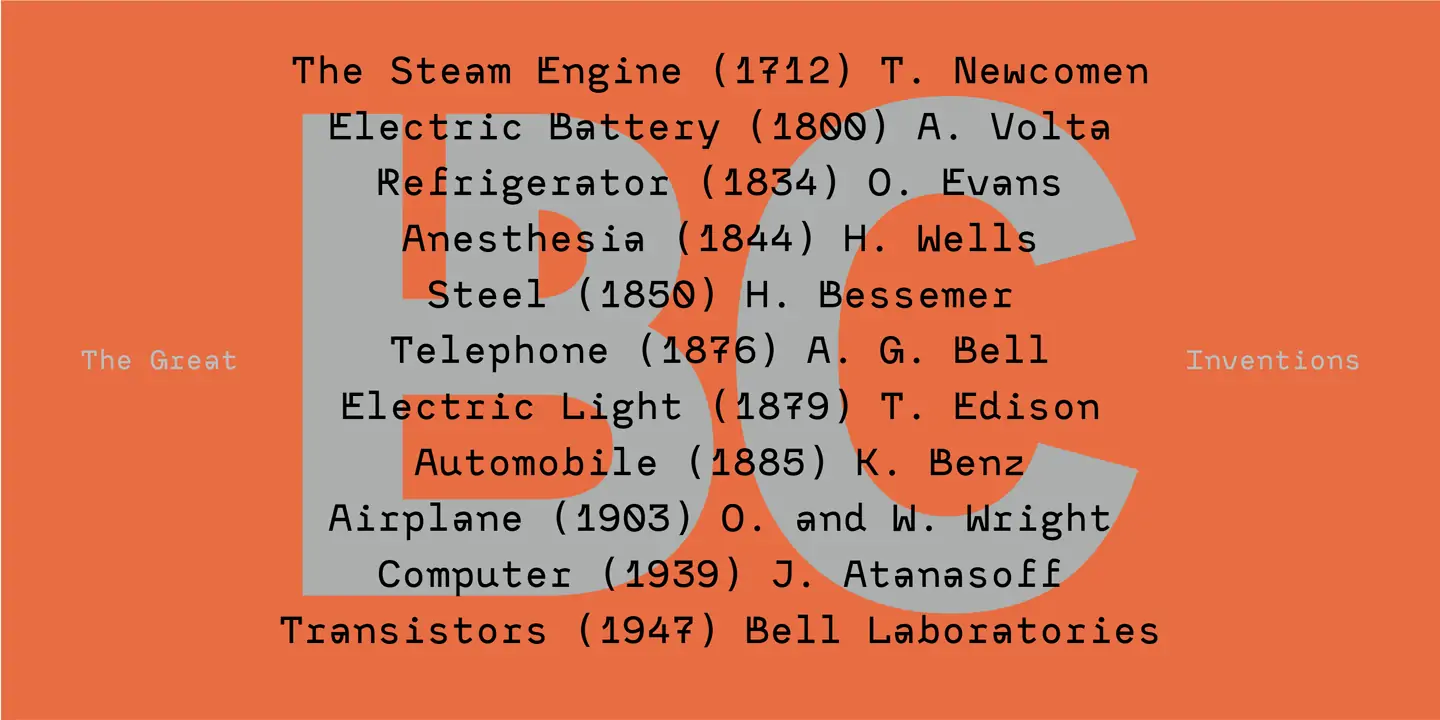 The Steam Engine (1712) T. Newcomen
Electric Battery (1800) A. Volta
Refrigerator (1834) O. Evans
Anesthesia (1844) H. Wells
Steel (1850) H. Bessemer
Telephone (1876) A. G. Bell
Electric Light (1879) T. Edison
Automobile (1885) K. Benz
Airplane (1903) O. and W. Wright
Computer (1939) J. Atanasoff
Transistors (1947) Bell Laboratories
BC
The Great
Inventions